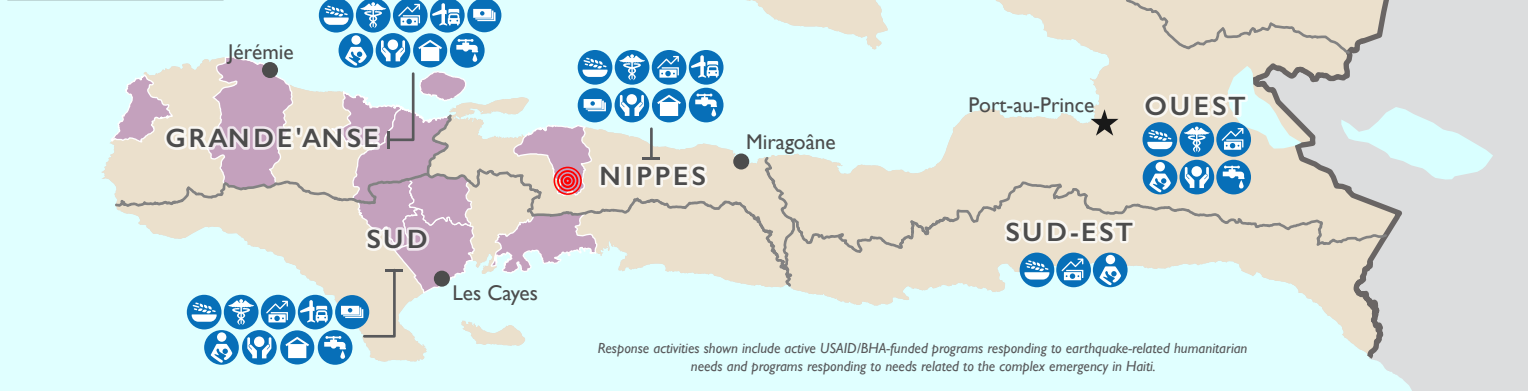 Jérémie
GRANDE'ANSE
Port-au-Prince
OUEST
Miragoâne
NIPPES
SUD
SUD-EST
Les Cayes
Response activities shown include active USAID/BHA-funded programs responding to earthquake-related humanitarian
needs and programs responding to needs related to the complex emergency in Haiti.